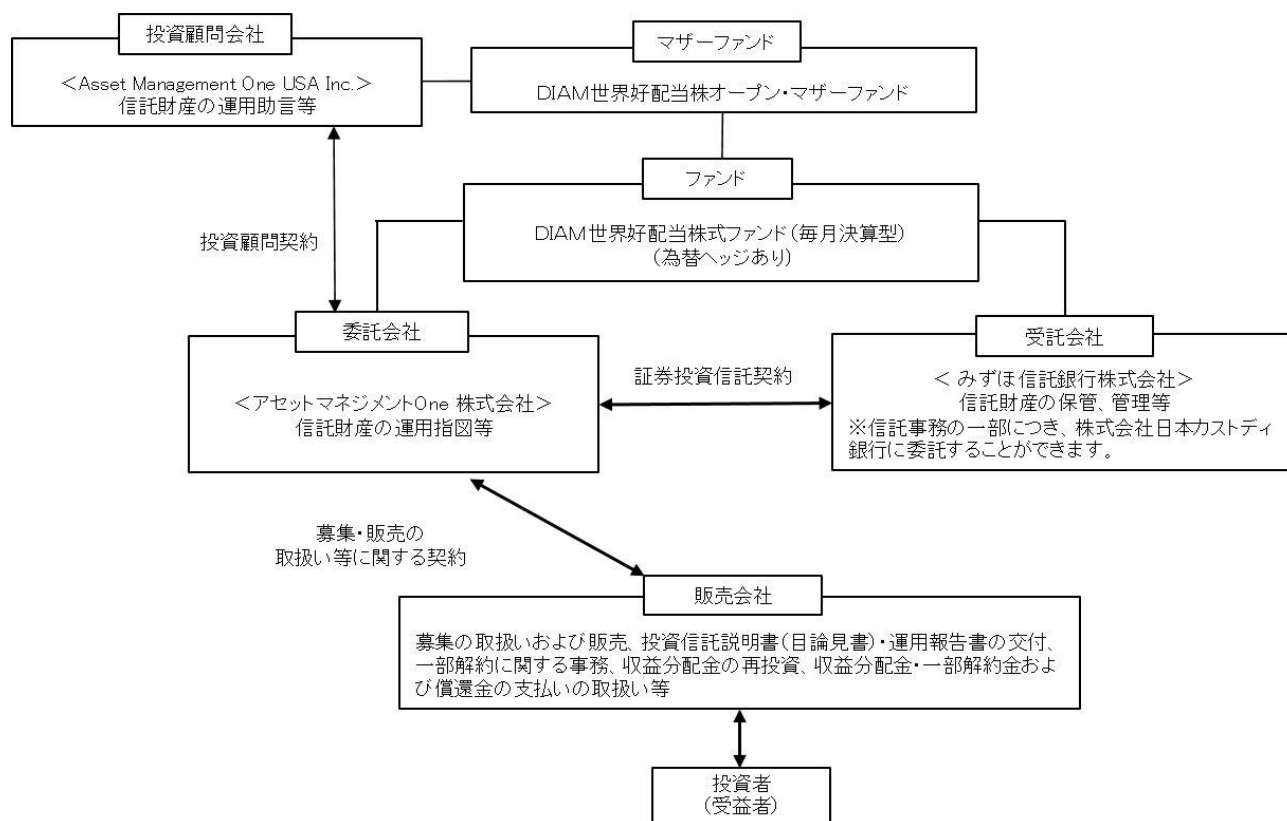 投資顧問会社
＜Asset Management One USA Inc.＞
信託財産の運用助言等
マザーファンド
DIAM世界好配当株オープン・マザーファンド
ファンド
DIAM世界好配当株式ファンド（毎月決算型）
（為替ヘッジあり）
投資顧問契約
委託会社
＜アセットマネジメントOne 株式会社＞
信託財産の運用指図等
証券投資信託契約
受託会社
＜ みずほ信託銀行株式会社＞
信託財産の保管、管理等
※信託事務の一部につき、株式会社日本カストディ
銀行に委託することができます。
募集・販売の
取扱い等に関する契約
販売会社
募集の取扱いおよび販売、投資信託説明書（目論見書）・運用報告書の交付、
一部解約に関する事務、収益分配金の再投資、収益分配金・一部解約金およ
び償還金の支払いの取扱い等
投資者
（受益者）